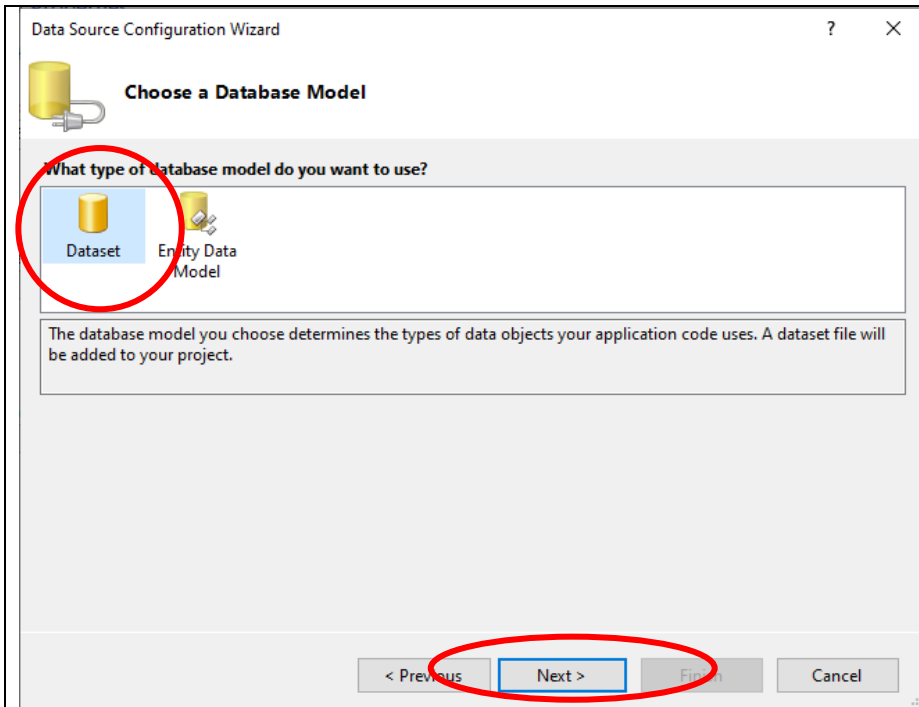 Data Source Configuration Wizard
?
Choose a Database Model
What type of database model do you want to use?
Dataset
Entity Data
Model
The database model you choose determines the types of data objects your application code uses. A dataset file will
be added to your project.
< Previous
Next >
Finish
Cancel